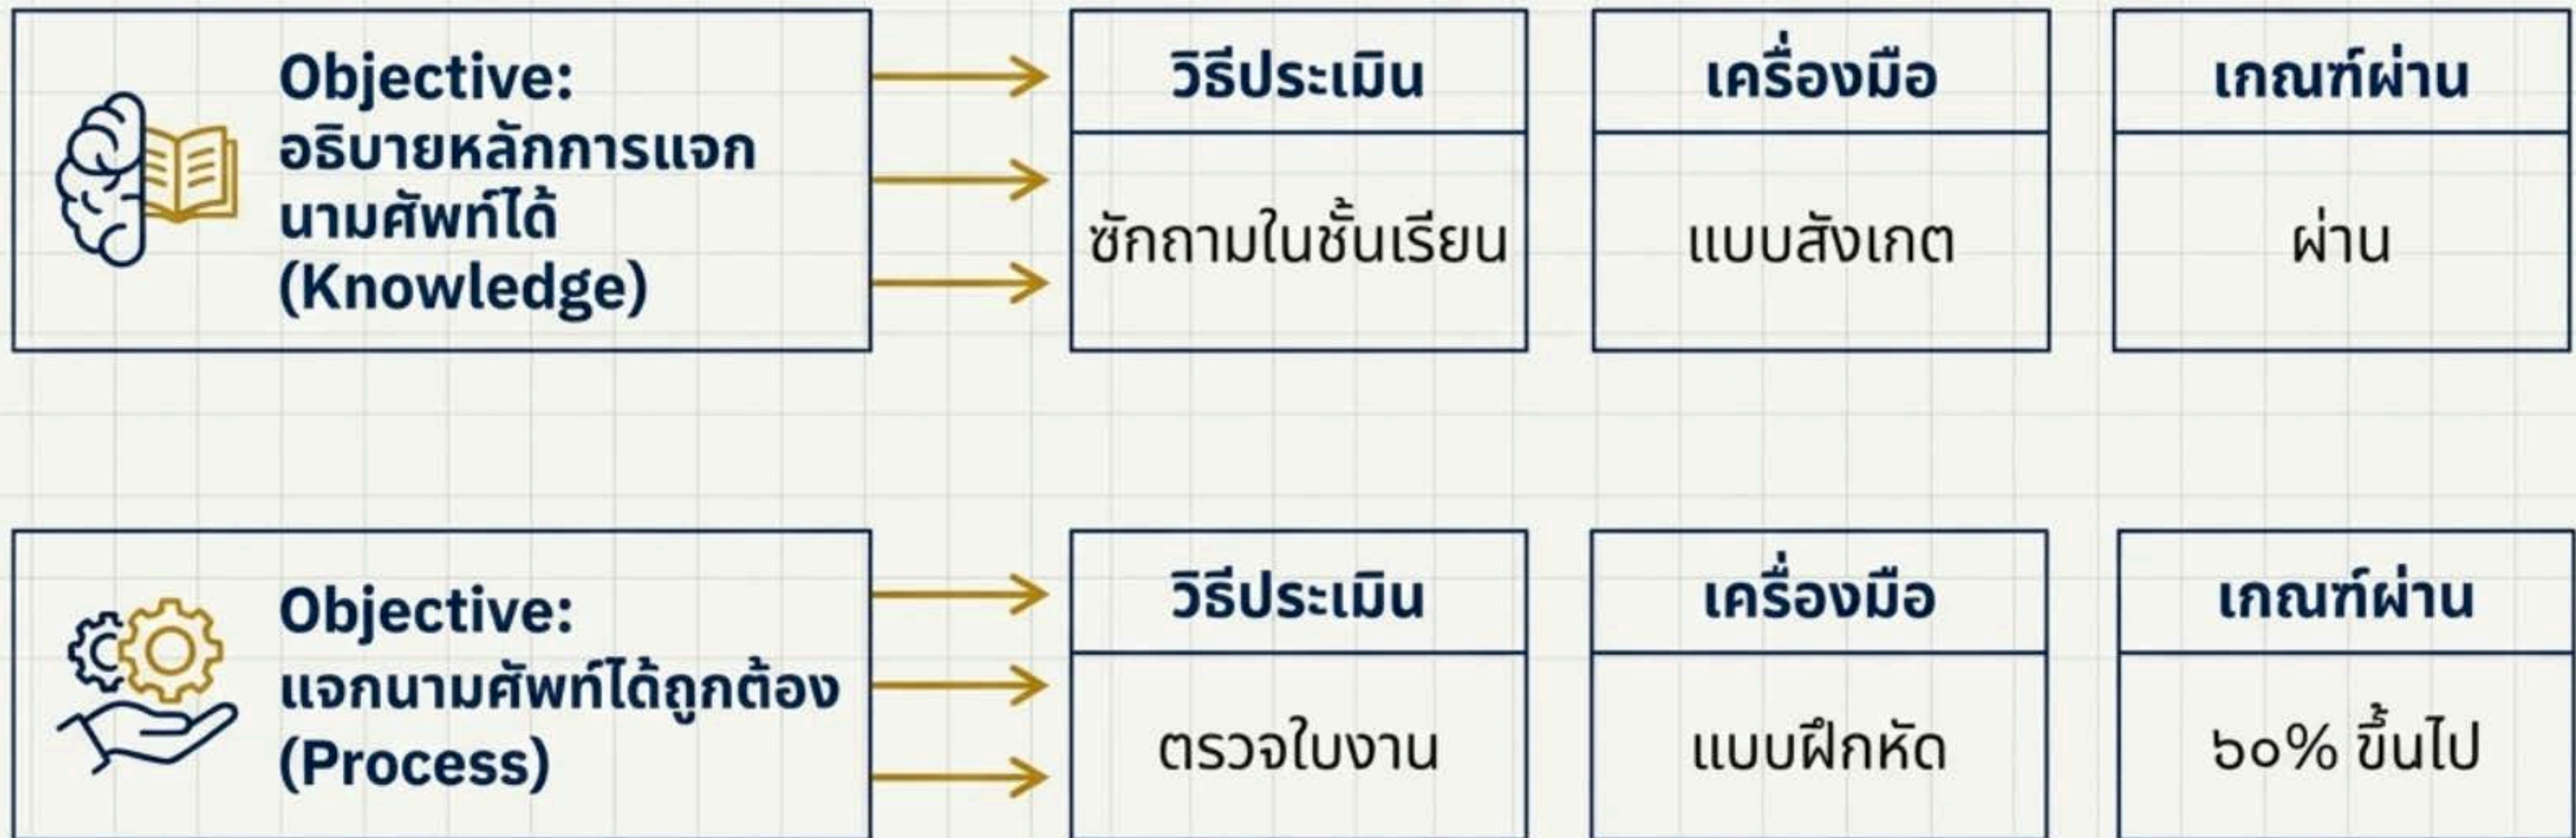 Objective:
อธิบายหลักการแจก
นามศัพท์ได้
(Knowledge)
วิธีประเมิน
ซักถามในชั้นเรียน
เครื่องมือ
แบบสังเกต
เกณฑ์ผ่าน
ผ่าน
Objective:
แจกนามศัพท์ได้ถูกต้อง
(Process)
วิธีประเมิน
ตรวจใบงาน
เครื่องมือ
แบบฝึกหัด
เกณฑ์ผ่าน
๖๐% ขึ้นไป